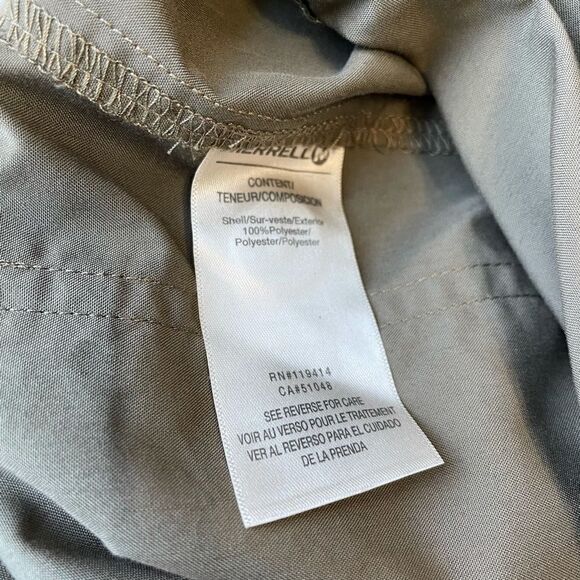 MERRELL
CONTENT/
TENEUR/COMPOSICION
Shell/Sur-veste/Exterior
100%Polyester/
Polyester/Polyester
RN#119414
CA#51048
SEE REVERSE FOR CARE
VOIR AU VERSO POUR LE TRAITEMENT
VER AL REVERSO PARA EL CUIDADO
DE LA PRENDA